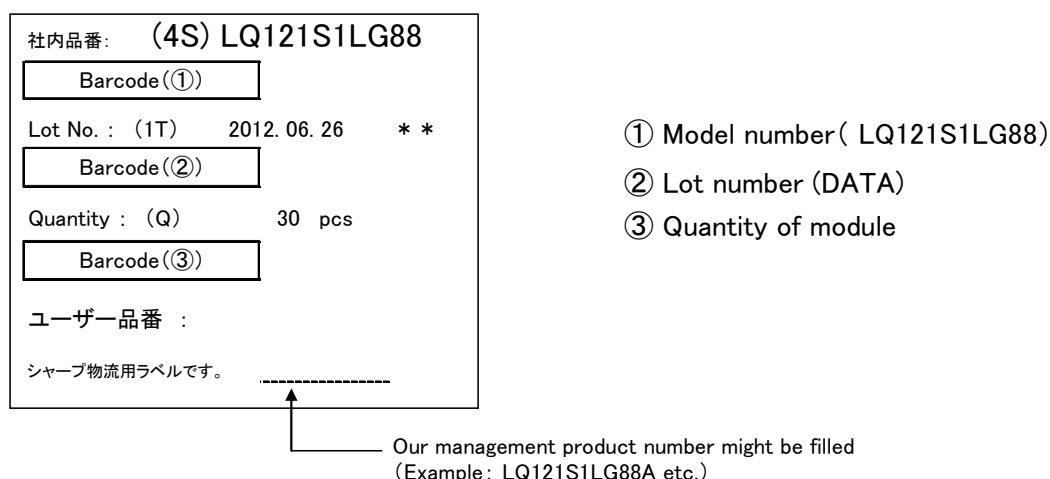 社内品番: (4S) LQ121S1LG88
Barcode(①)
Lot No. : (1T) 2012. 06. 26 * *
Barcode(②)
Quantity : (Q) 30 pcs
Barcode(③)
ユーザー品番 :
シャープ物流用ラベルです。
① Model number( LQ121S1LG88)
② Lot number (DATA)
③ Quantity of module
Our management product number might be filled
(Example: LQ121S1LG88A etc.)